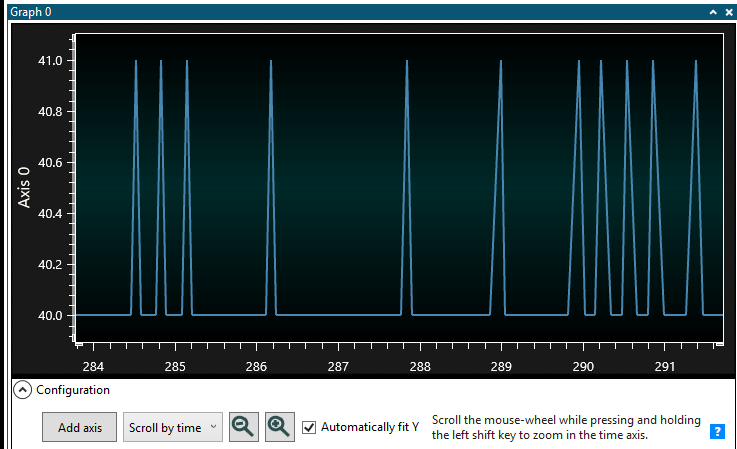 Graph 0
41.0
40.8
40.6
40.4
40.2
40.0
Axis 0
284 285 286 287 288 289 290 291
Configuration
Add axis Scroll by time Automatically fit Y Scroll the mouse-wheel while pressing and holding
the left shift key to zoom in the time axis. ?